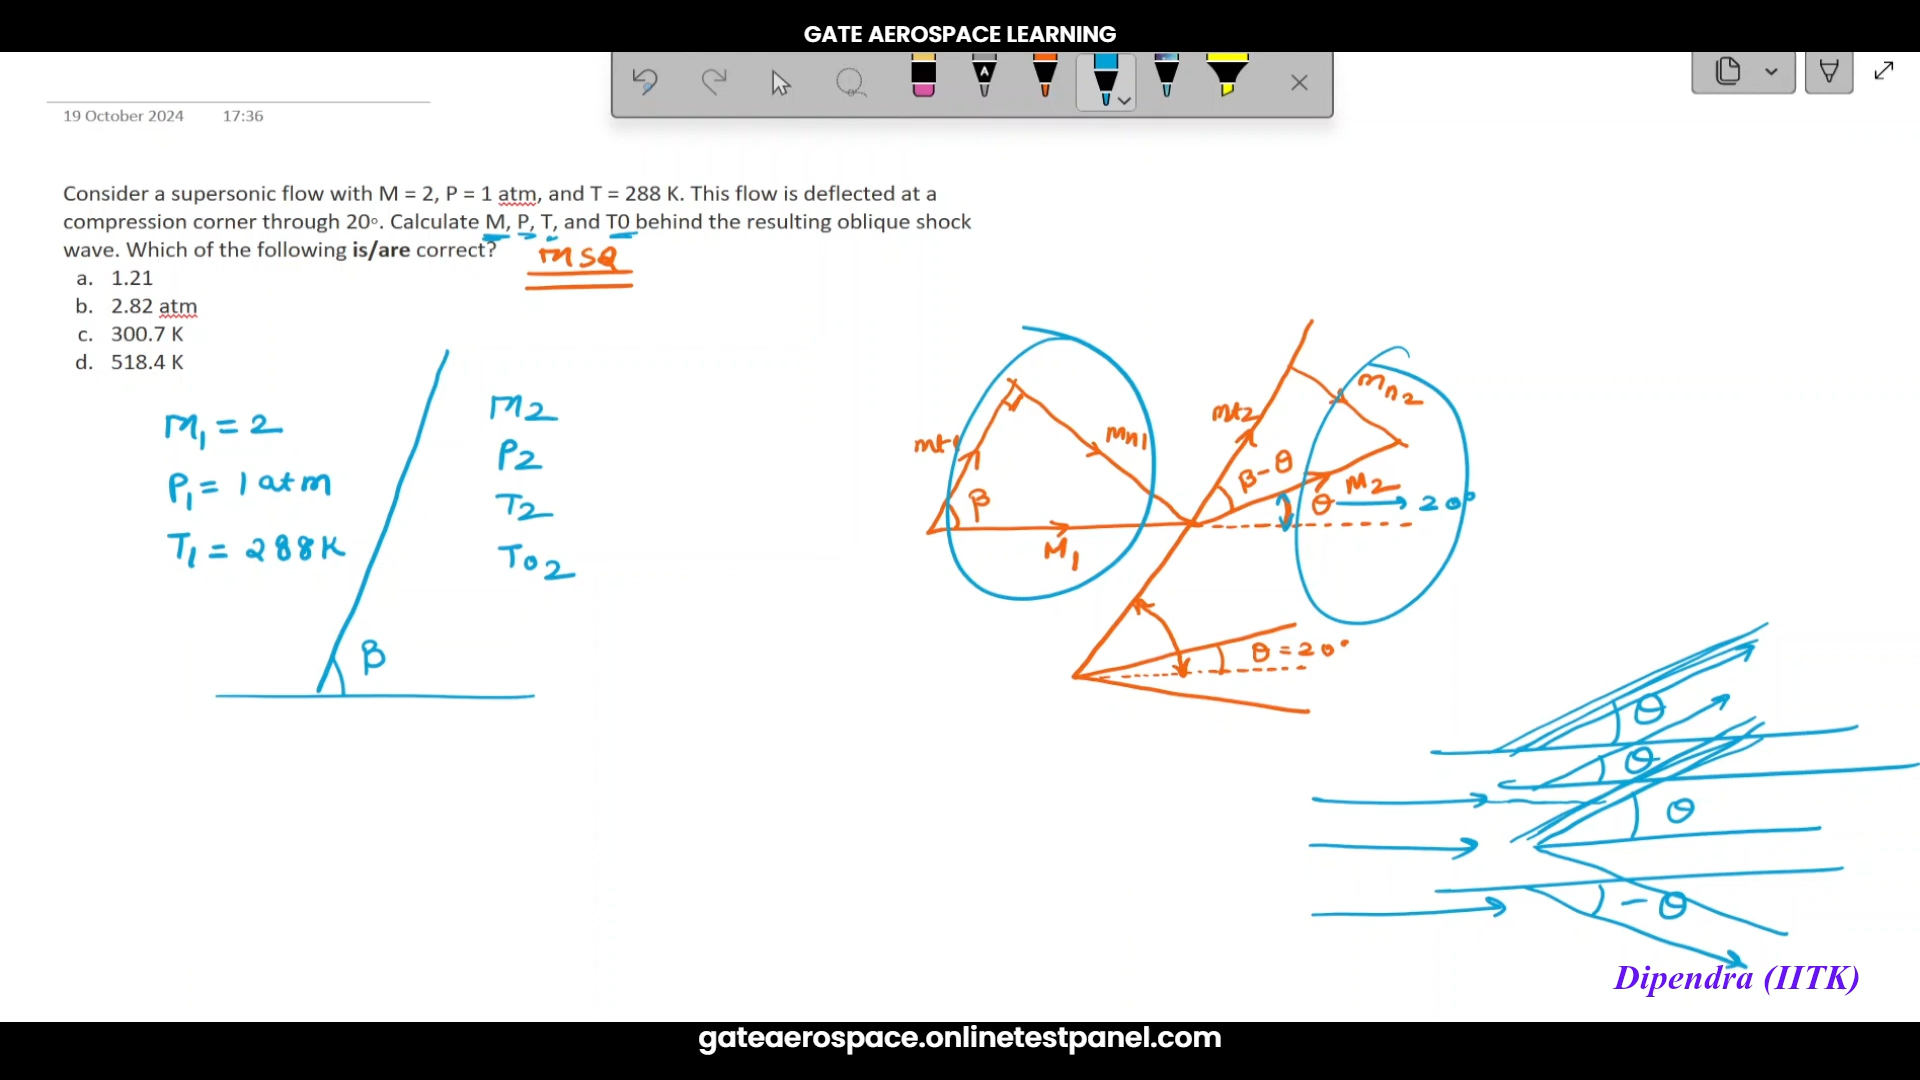 GATE AEROSPACE LEARNING
A
19 October 2024 17:36
Consider a supersonic flow with M = 2, P = 1 atm, and T = 288 K. This flow is deflected at a
compression corner through 20◦. Calculate M, P, T, and T0 behind the resulting oblique shock
wave. Which of the following is/are correct?
MSQ
a. 1.21
b. 2.82 atm
c. 300.7 K
d. 518.4 K
M1 = 2
P1 = 1 atm
T1 = 288K
β
M2
P2
T2
To2
Mt1
Mn1
β
M1
Mt2
Mn2
β-θ
M2
θ → 20°
θ = 20°
θ
θ
θ
-θ
Dipendra (IITK)
gateaerospace.onlinetestpanel.com